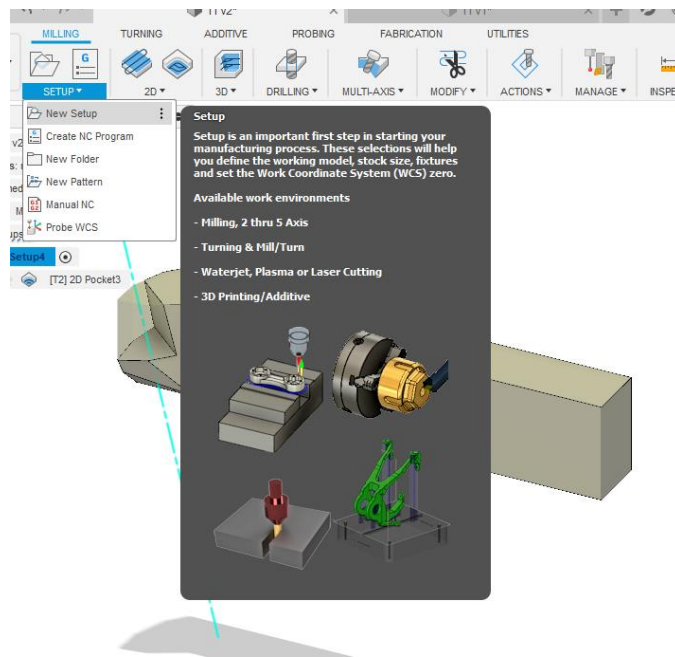 MILLING TURNING ADDITIVE PROBING FABRICATION UTILITIES
G
SETUP 2D 3D DRILLING MULTI-AXIS MODIFY ACTIONS MANAGE INSPE
New Setup
Create NC Program
New Folder
New Pattern
Manual NC
Probe WCS
Setup4
[T2] 2D Pocket3
Setup
Setup is an important first step in starting your
manufacturing process. These selections will help
you define the working model, stock size, fixtures
and set the Work Coordinate System (WCS) zero.
Available work environments
- Milling, 2 thru 5 Axis
- Turning & Mill/Turn
- Waterjet, Plasma or Laser Cutting
- 3D Printing/Additive